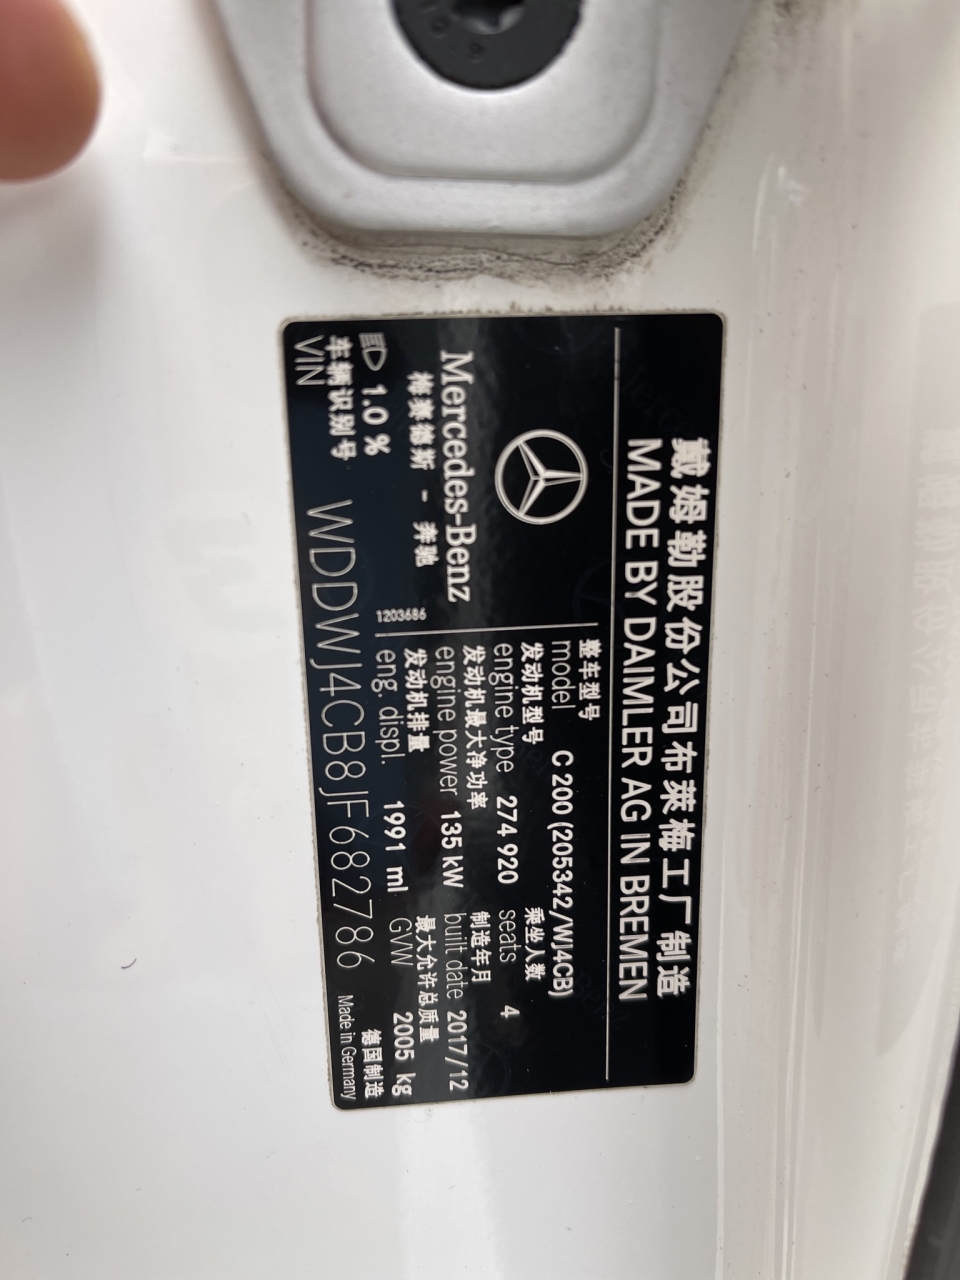 戴姆勒股份公司布莱梅工厂制造
MADE BY DAIMLER AG IN BREMEN
Mercedes-Benz
梅赛德斯 - 奔驰
1203686
整车型号
model C 200 (205342/WJ4CB)
发动机型号 乘坐人数
engine type 274 920 seats 4
发动机最大净功率 制造年月
engine power 135 kW built date 2017/12
发动机排量 最大允许总质量
eng. displ. 1991 ml GVW 2005 kg
1.0 %
车辆识别号
VIN WDDWJ4CB8JF682786
德国制造
Made in Germany